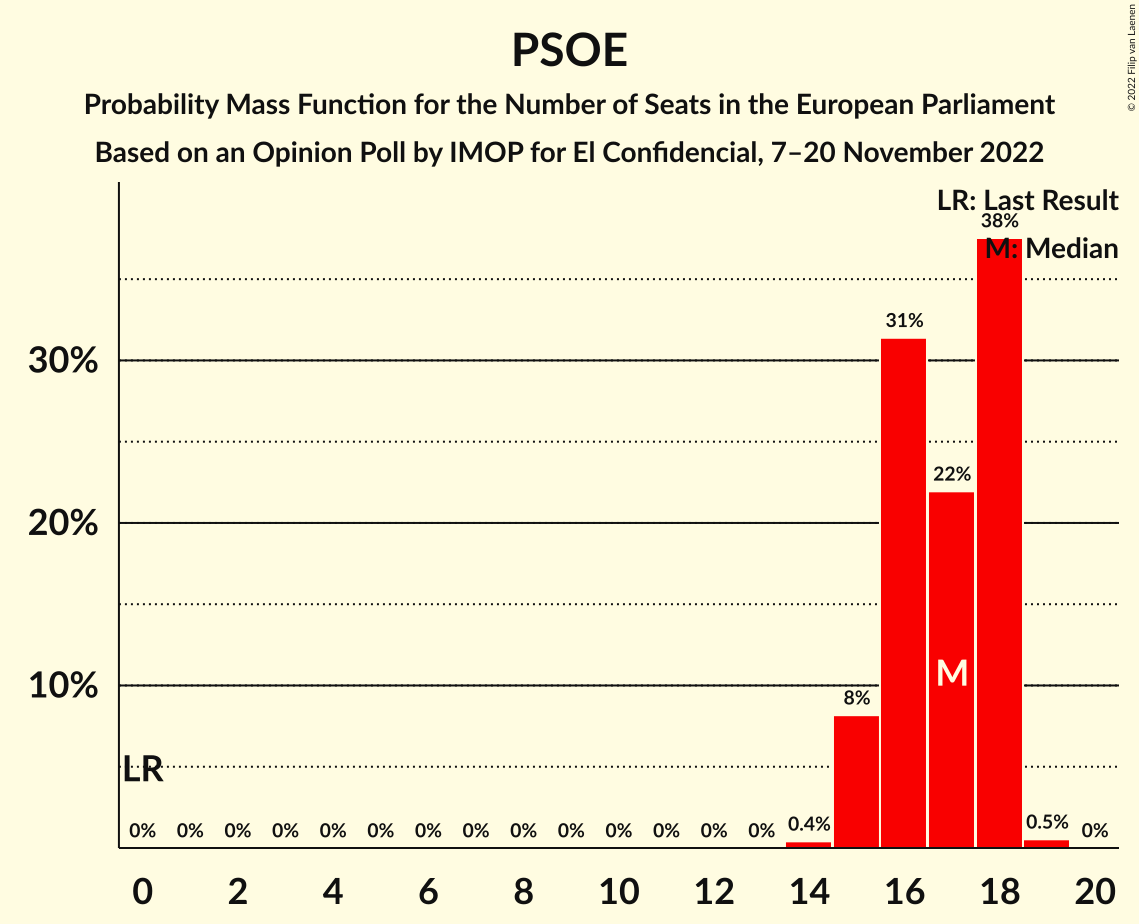 PSOE
Probability Mass Function for the Number of Seats in the European Parliament
Based on an Opinion Poll by IMOP for El Confidencial, 7–20 November 2022
© 2022 Filip van Laenen
LR: Last Result
M: Median
38%
31%
30%
22%
20%
M
10%
8%
LR
0% 0% 0% 0% 0% 0% 0% 0% 0% 0% 0% 0% 0% 0% 0.4% 0.5% 0%
0 2 4 6 8 10 12 14 16 18 20